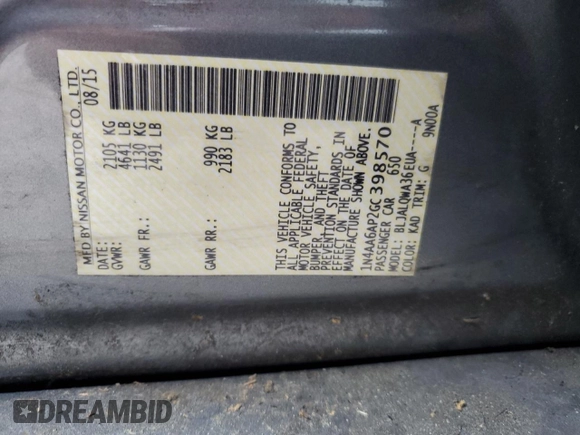 MFD BY NISSAN MOTOR CO., LTD.
DATE: 08/15
GVWR: 2105 KG
4641 LB
GAWR FR.: 1130 KG
2491 LB
GAWR RR.: 990 KG
2183 LB
THIS VEHICLE CONFORMS TO
ALL APPLICABLE FEDERAL
MOTOR VEHICLE SAFETY,
BUMPER, AND THEFT
PREVENTION STANDARDS IN
EFFECT ON THE DATE OF
MANUFACTURE SHOWN ABOVE.
1N4AA6AP2GC398570
PASSENGER CAR 650
MODEL: BLJALQWA36EUA----A
COLOR: KAD TRIM: G 9N00A
DREAMBID